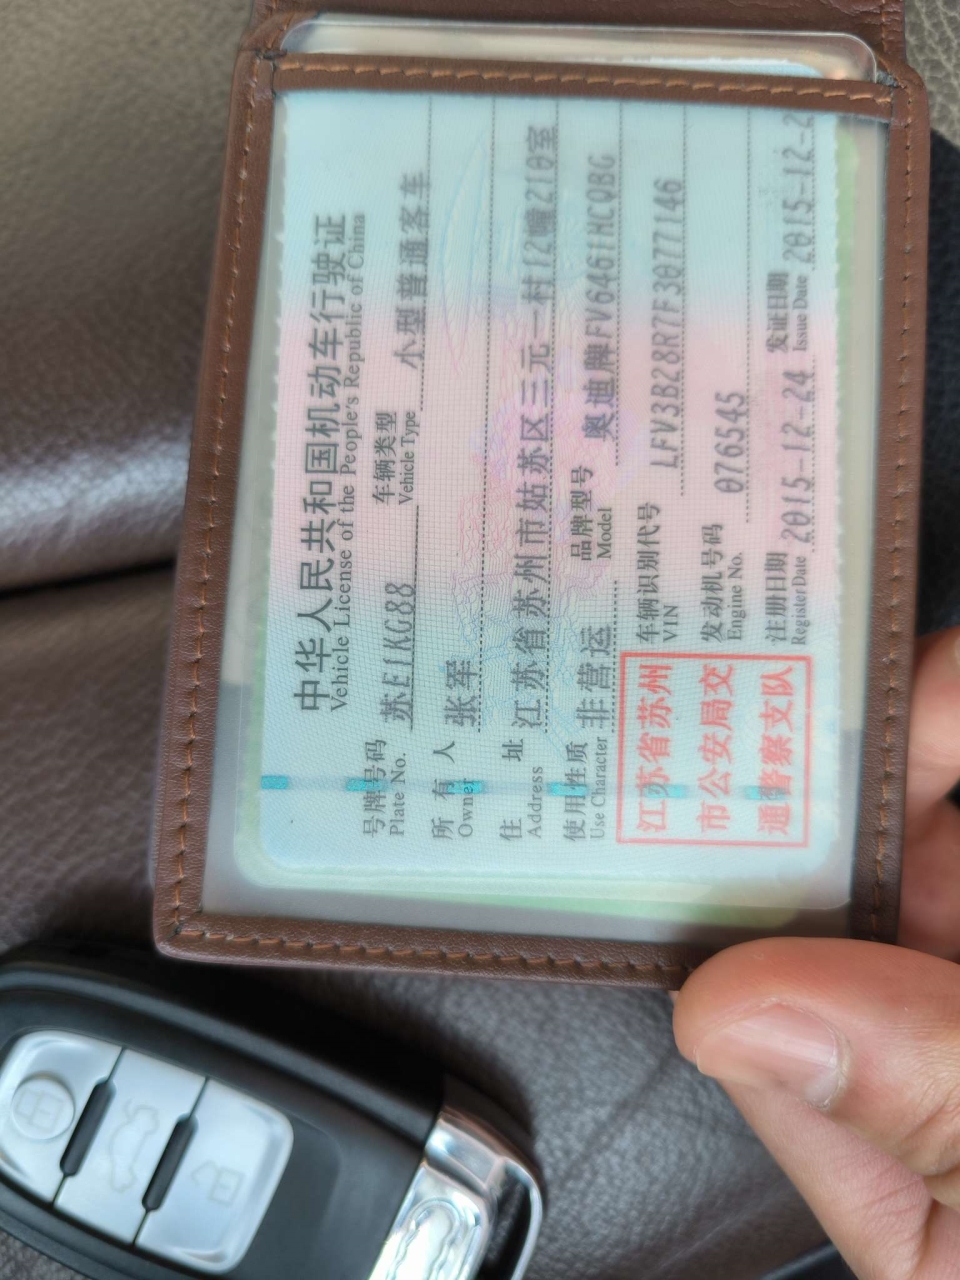 中华人民共和国机动车行驶证
Vehicle License of the People's Republic of China
号牌号码 苏E1KG88 车辆类型 小型普通客车
Plate No. Vehicle Type
所有人 张军
Owner
住址 江苏省苏州市姑苏区三元一村12幢210室
Address
使用性质 非营运 品牌型号 奥迪牌FV6461HCQBG
Use Character Model
江苏省苏州
市公安局交
通警察支队
车辆识别代号 LFV3B28R7F3077146
VIN
发动机号码 076545
Engine No.
注册日期 2015-12-24 发证日期 2015-12-2
Register Date Issue Date